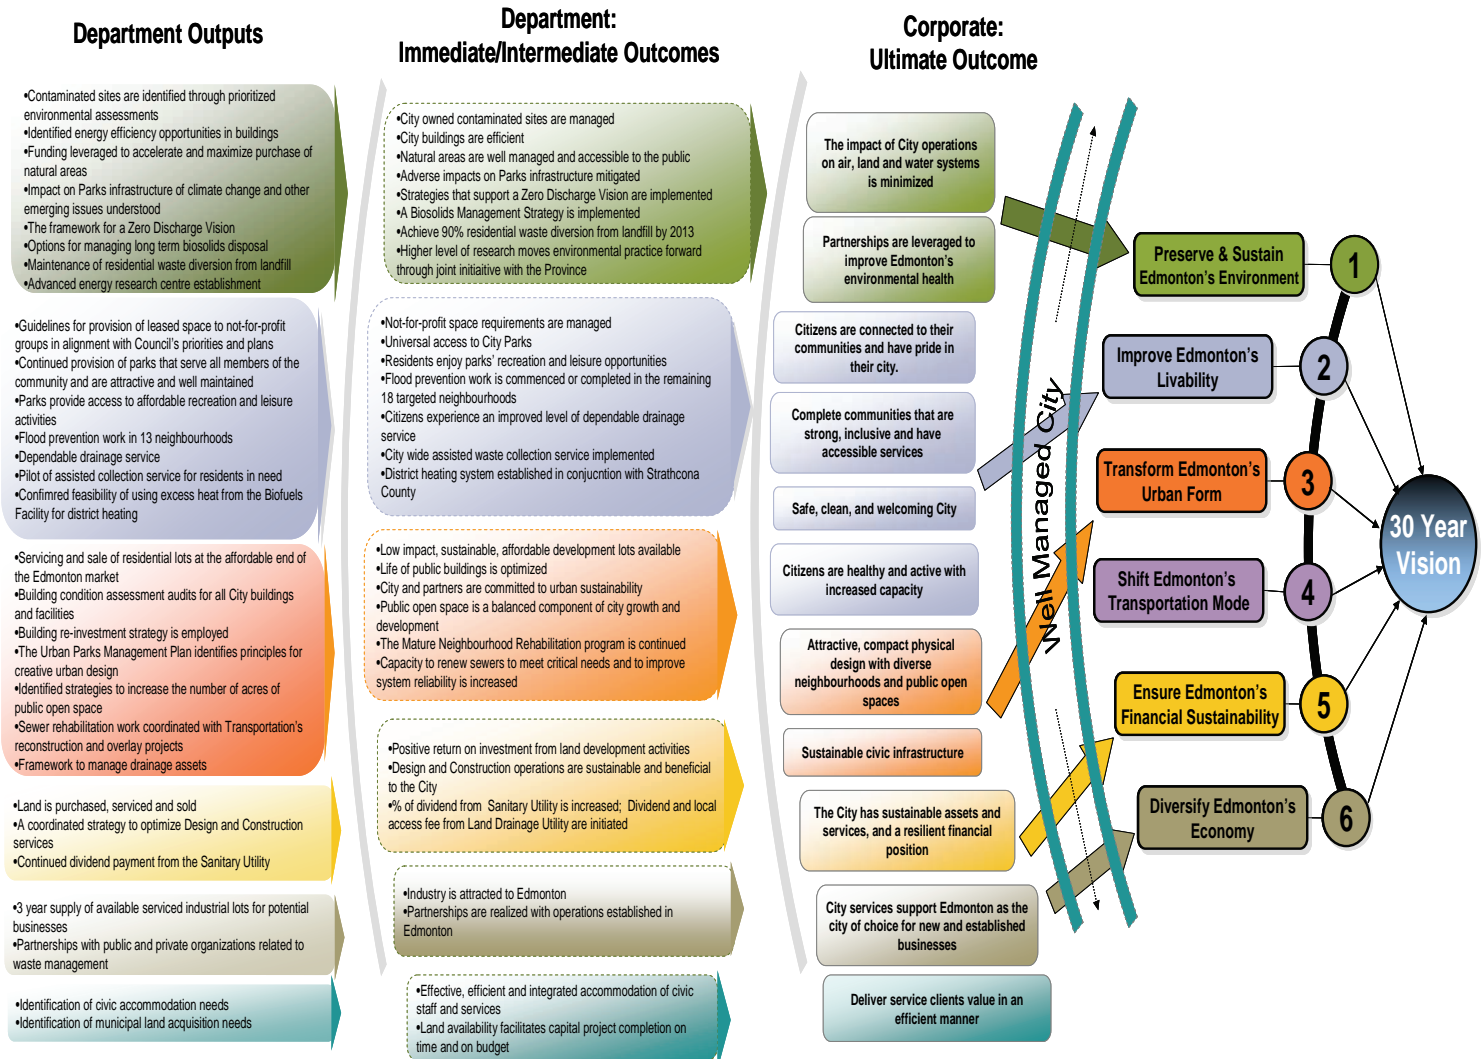 Department Outputs
•Contaminated sites are identified through prioritized
environmental assessments
•Identified energy efficiency opportunities in buildings
•Funding leveraged to accelerate and maximize purchase of
natural areas
•Impact on Parks infrastructure of climate change and other
emerging issues understood
•The framework for a Zero Discharge Vision
•Options for managing long term biosolids disposal
•Maintenance of residential waste diversion from landfill
•Advanced energy research centre establishment
•Guidelines for provision of leased space to not-for-profit
groups in alignment with Council's priorities and plans
•Continued provision of parks that serve all members of the
community and are attractive and well maintained
•Parks provide access to affordable recreation and leisure
activities
•Flood prevention work in 13 neighbourhoods
•Dependable drainage service
•Pilot of assisted collection service for residents in need
•Confimred feasibility of using excess heat from the Biofuels
Facility for district heating
•Servicing and sale of residential lots at the affordable end of
the Edmonton market
•Building condition assessment audits for all City buildings
and facilities
•Building re-investment strategy is employed
•The Urban Parks Management Plan identifies principles for
creative urban design
•Identified strategies to increase the number of acres of
public open space
•Sewer rehabilitation work coordinated with Transportation's
reconstruction and overlay projects
•Framework to manage drainage assets
•Land is purchased, serviced and sold
•A coordinated strategy to optimize Design and Construction
services
•Continued dividend payment from the Sanitary Utility
•3 year supply of available serviced industrial lots for potential
businesses
•Partnerships with public and private organizations related to
waste management
•Identification of civic accommodation needs
•Identification of municipal land acquisition needs
Department:
Immediate/Intermediate Outcomes
•City owned contaminated sites are managed
•City buildings are efficient
•Natural areas are well managed and accessible to the public
•Adverse impacts on Parks infrastructure mitigated
•Strategies that support a Zero Discharge Vision are implemented
•A Biosolids Management Strategy is implemented
•Achieve 90% residential waste diversion from landfill by 2013
•Higher level of research moves environmental practice forward
through joint initiaitive with the Province
•Not-for-profit space requirements are managed
•Universal access to City Parks
•Residents enjoy parks' recreation and leisure opportunities
•Flood prevention work is commenced or completed in the remaining
18 targeted neighbourhoods
•Citizens experience an improved level of dependable drainage
service
•City wide assisted waste collection service implemented
•District heating system established in conjucntion with Strathcona
County
•Low impact, sustainable, affordable development lots available
•Life of public buildings is optimized
•City and partners are committed to urban sustainability
•Public open space is a balanced component of city growth and
development
•The Mature Neighbourhood Rehabilitation program is continued
•Capacity to renew sewers to meet critical needs and to improve
system reliability is increased
•Positive return on investment from land development activities
•Design and Construction operations are sustainable and beneficial
to the City
•% of dividend from Sanitary Utility is increased; Dividend and local
access fee from Land Drainage Utility are initiated
•Industry is attracted to Edmonton
•Partnerships are realized with operations established in
Edmonton
•Effective, efficient and integrated accommodation of civic
staff and services
•Land availability facilitates capital project completion on
time and on budget
Corporate:
Ultimate Outcome
The impact of City operations
on air, land and water systems
is minimized
Partnerships are leveraged to
improve Edmonton's
environmental health
Citizens are connected to their
communities and have pride in
their city.
Complete communities that are
strong, inclusive and have
accessible services
Safe, clean, and welcoming City
Citizens are healthy and active with
increased capacity
Attractive, compact physical
design with diverse
neighbourhoods and public open
spaces
Sustainable civic infrastructure
The City has sustainable assets and
services, and a resilient financial
position
City services support Edmonton as the
city of choice for new and established
businesses
Deliver service clients value in an
efficient manner
Well Managed City
Preserve & Sustain
Edmonton's Environment
1
Improve Edmonton's
Livability
2
Transform Edmonton's
Urban Form
3
Shift Edmonton's
Transportation Mode
4
Ensure Edmonton's
Financial Sustainability
5
Diversify Edmonton's
Economy
6
30 Year
Vision